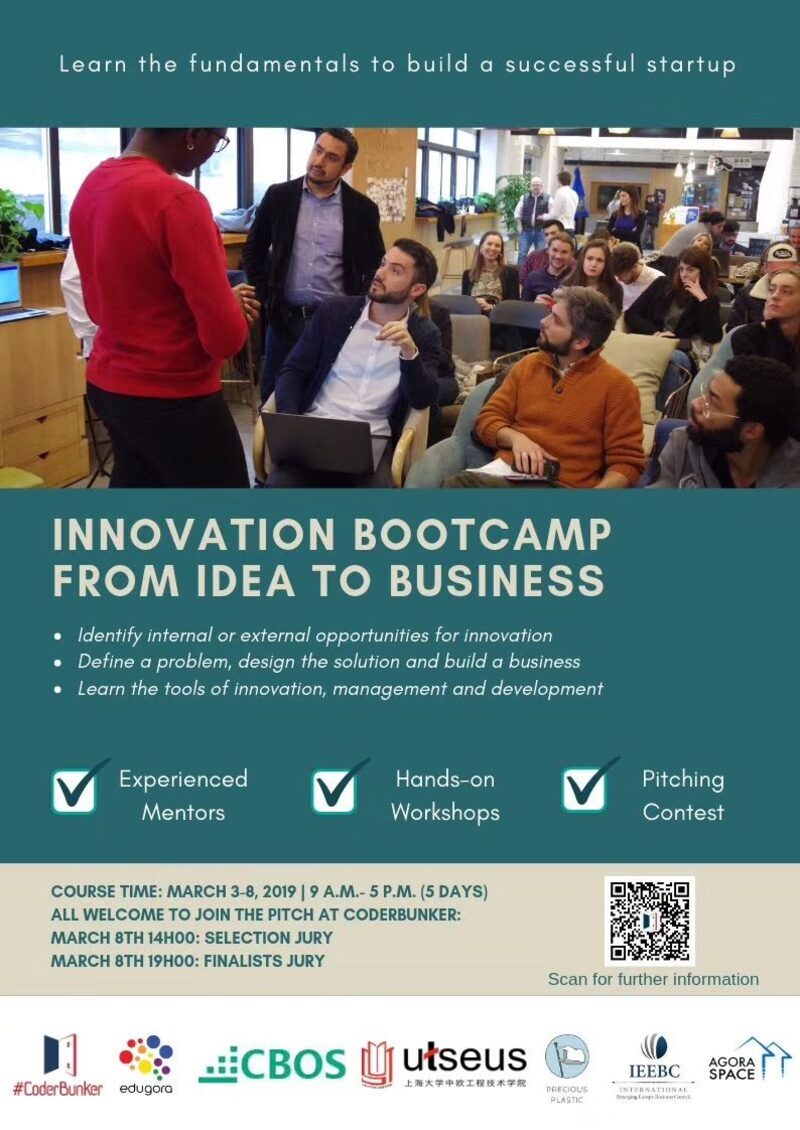 Learn the fundamentals to build a successful startup
INNOVATION BOOTCAMP
FROM IDEA TO BUSINESS
• Identify internal or external opportunities for innovation
• Define a problem, design the solution and build a business
• Learn the tools of innovation, management and development
Experienced
Mentors
Hands-on
Workshops
Pitching
Contest
COURSE TIME: MARCH 3-8, 2019 | 9 A.M.- 5 P.M. (5 DAYS)
ALL WELCOME TO JOIN THE PITCH AT CODERBUNKER:
MARCH 8TH 14H00: SELECTION JURY
MARCH 8TH 19H00: FINALISTS JURY
Scan for further information
#CoderBunker
edugora
CBOS
utseus
上海大学中欧工程技术学院
PRECIOUS
PLASTIC
IEEBC
INTERNATIONAL
Emerging Europe Business Council
AGORA
SPACE